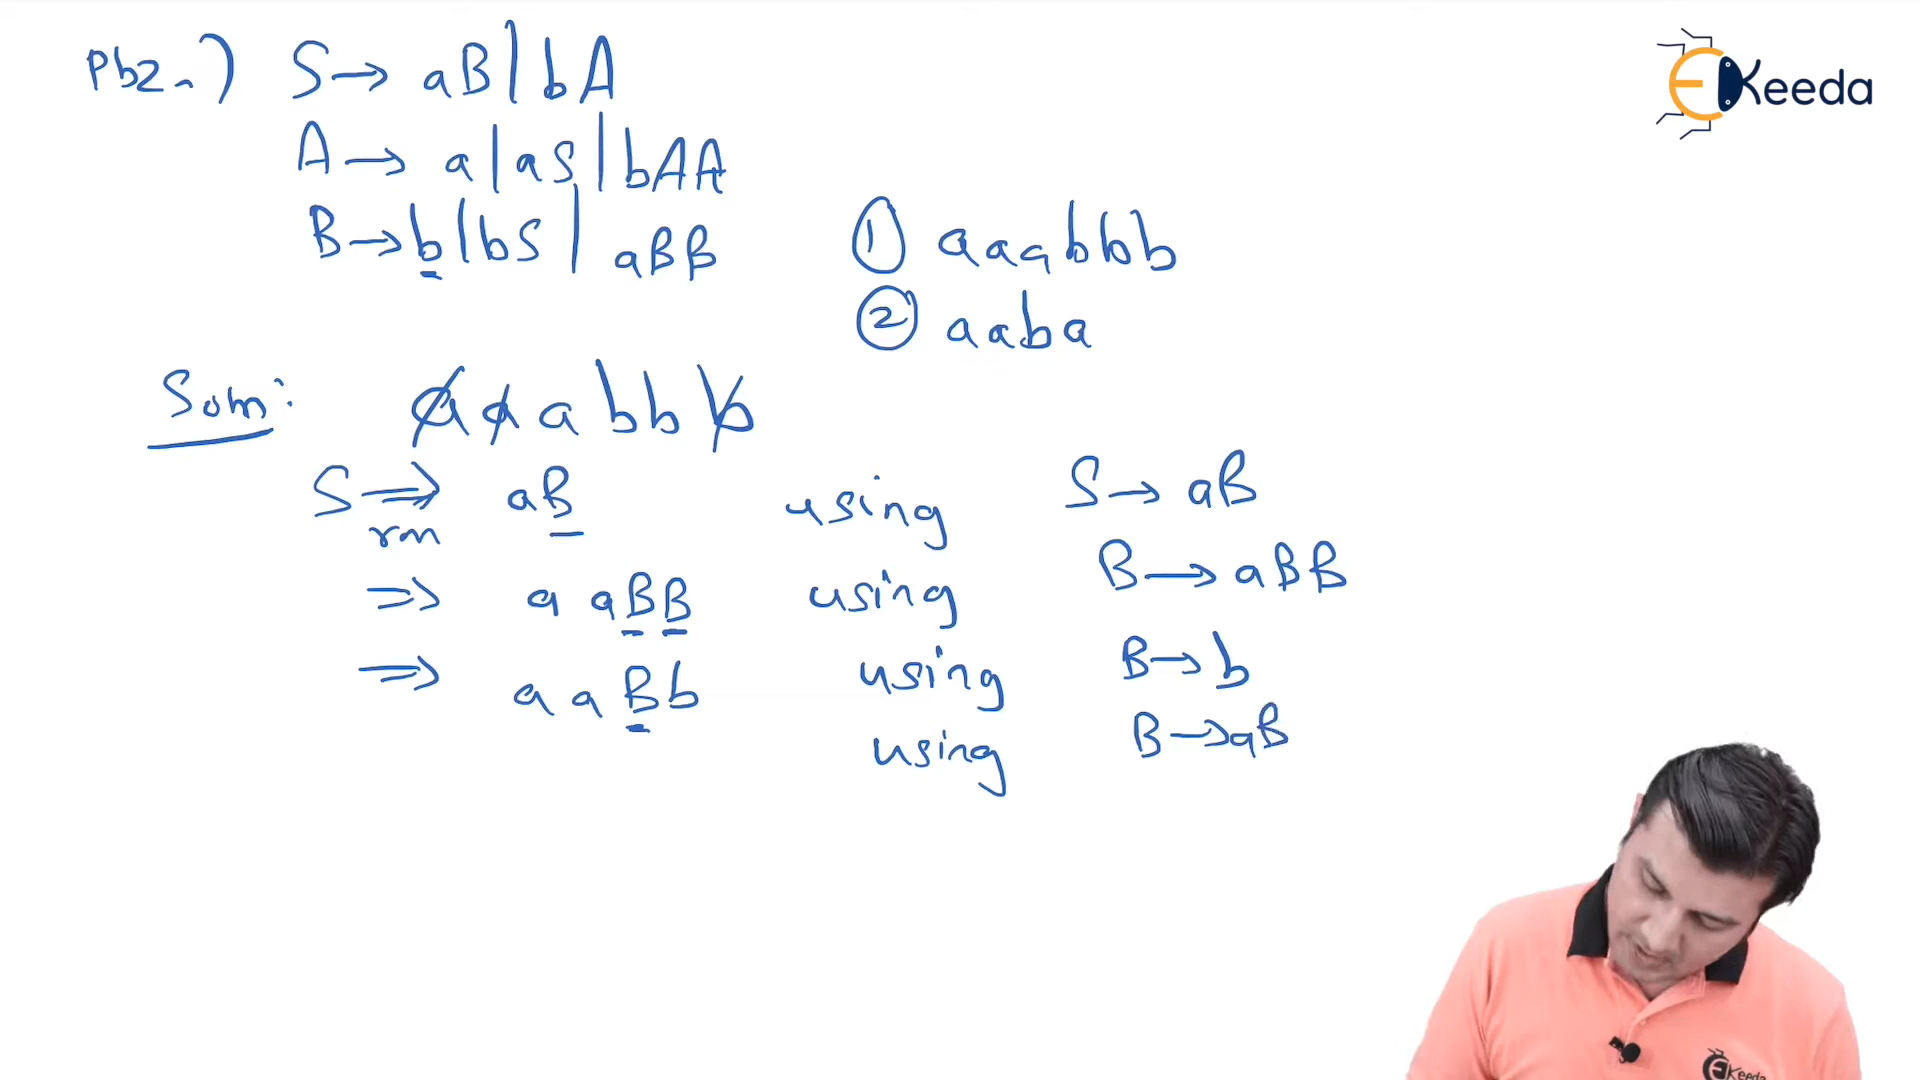 Pb2.) S → aB | bA
A → a | aS | bAA
B → b | bS | aBB
① aaabbb
② aaba
Soln:
a a a b b b
S ⇒ aB using S → aB
rm
⇒ a aBB using B → aBB
⇒ a a B b using B → b
using B → aB
EKeeda
EKeeda